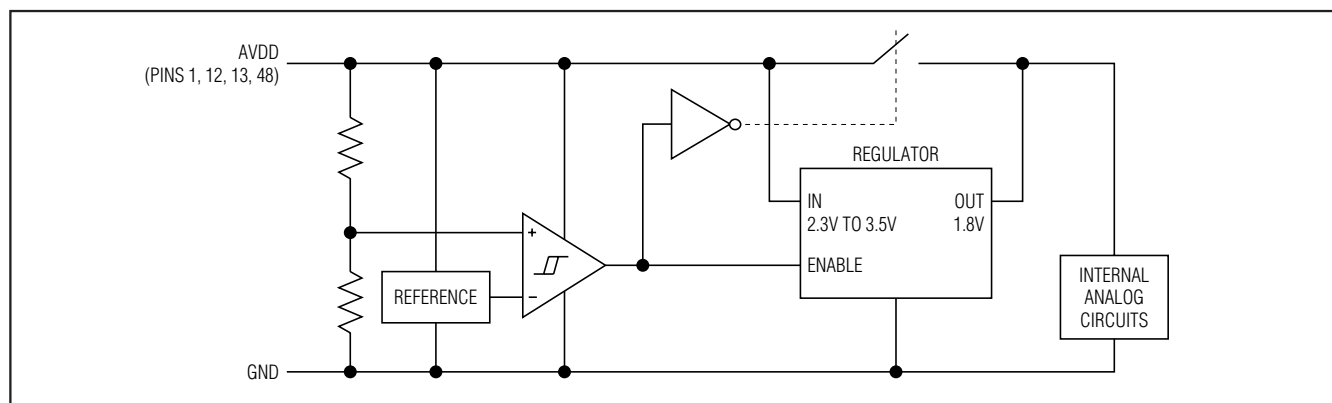 AVDD
(PINS 1, 12, 13, 48)
REGULATOR
IN
2.3V TO 3.5V
OUT
1.8V
+
ENABLE
REFERENCE
−
INTERNAL
ANALOG
CIRCUITS
GND